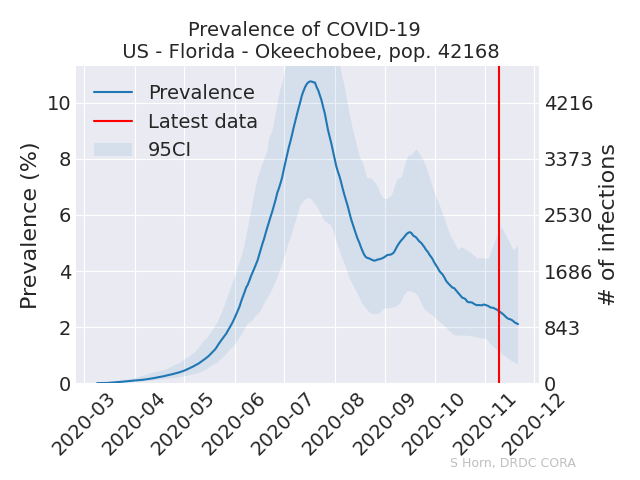 Prevalence of COVID-19
US - Florida - Okeechobee, pop. 42168
Prevalence
Latest data
95CI
Prevalence (%)
10
8
6
4
2
0
4216
3373
2530
1686
843
0
# of infections
2020-03
2020-04
2020-05
2020-06
2020-07
2020-08
2020-09
2020-10
2020-11
2020-12
S Horn, DRDC CORA